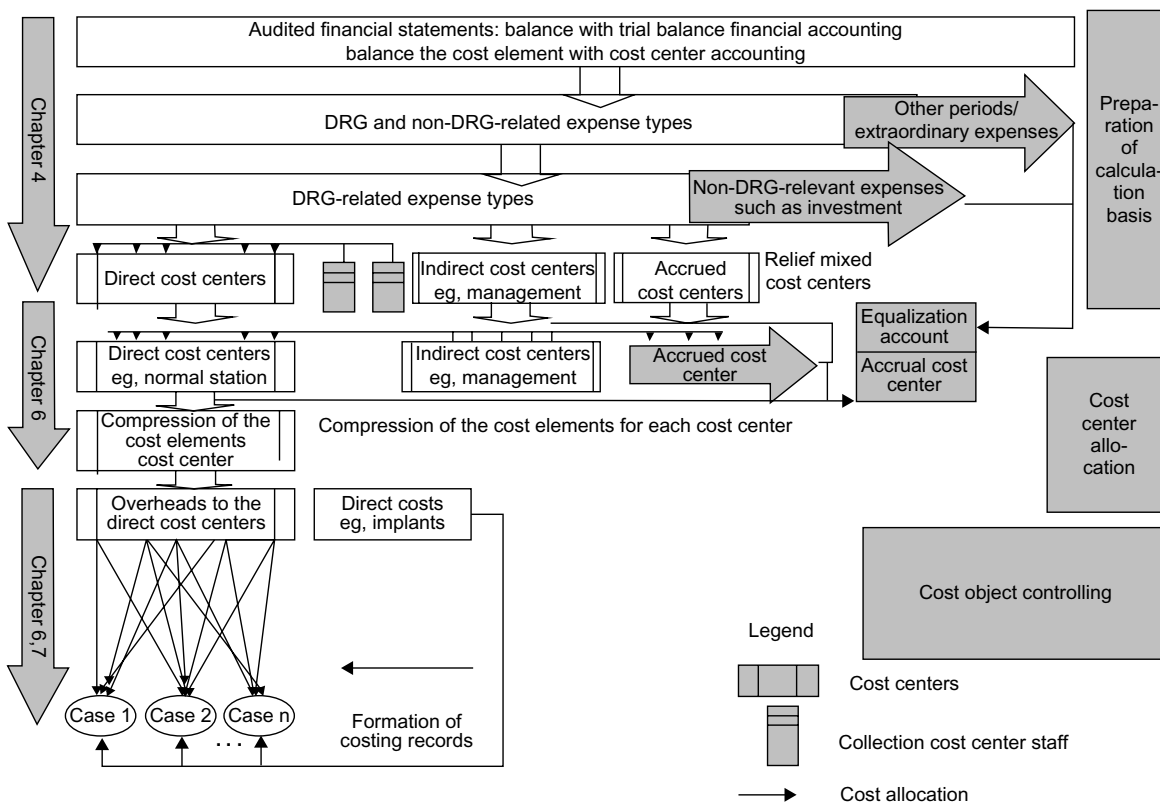 Audited financial statements: balance with trial balance financial accounting
balance the cost element with cost center accounting
Chapter 4
DRG and non-DRG-related expense types
Other periods/
extraordinary expenses
Prepa-
ration
of
calcula-
tion
basis
DRG-related expense types
Non-DRG-relevant expenses
such as investment
Direct cost centers
Indirect cost centers
eg, management
Accrued
cost centers
Relief mixed
cost centers
Chapter 6
Direct cost centers
eg, normal station
Indirect cost centers
eg, management
Accrued cost
center
Equalization
account
Accrual cost
center
Compression of the
cost elements
cost center
Compression of the cost elements for each cost center
Cost
center
allo-
cation
Chapter 6,7
Overheads to the
direct cost centers
Direct costs
eg, implants
Cost object controlling
Case 1
Case 2
Case n
...
Formation of
costing records
Legend
Cost centers
Collection cost center staff
Cost allocation